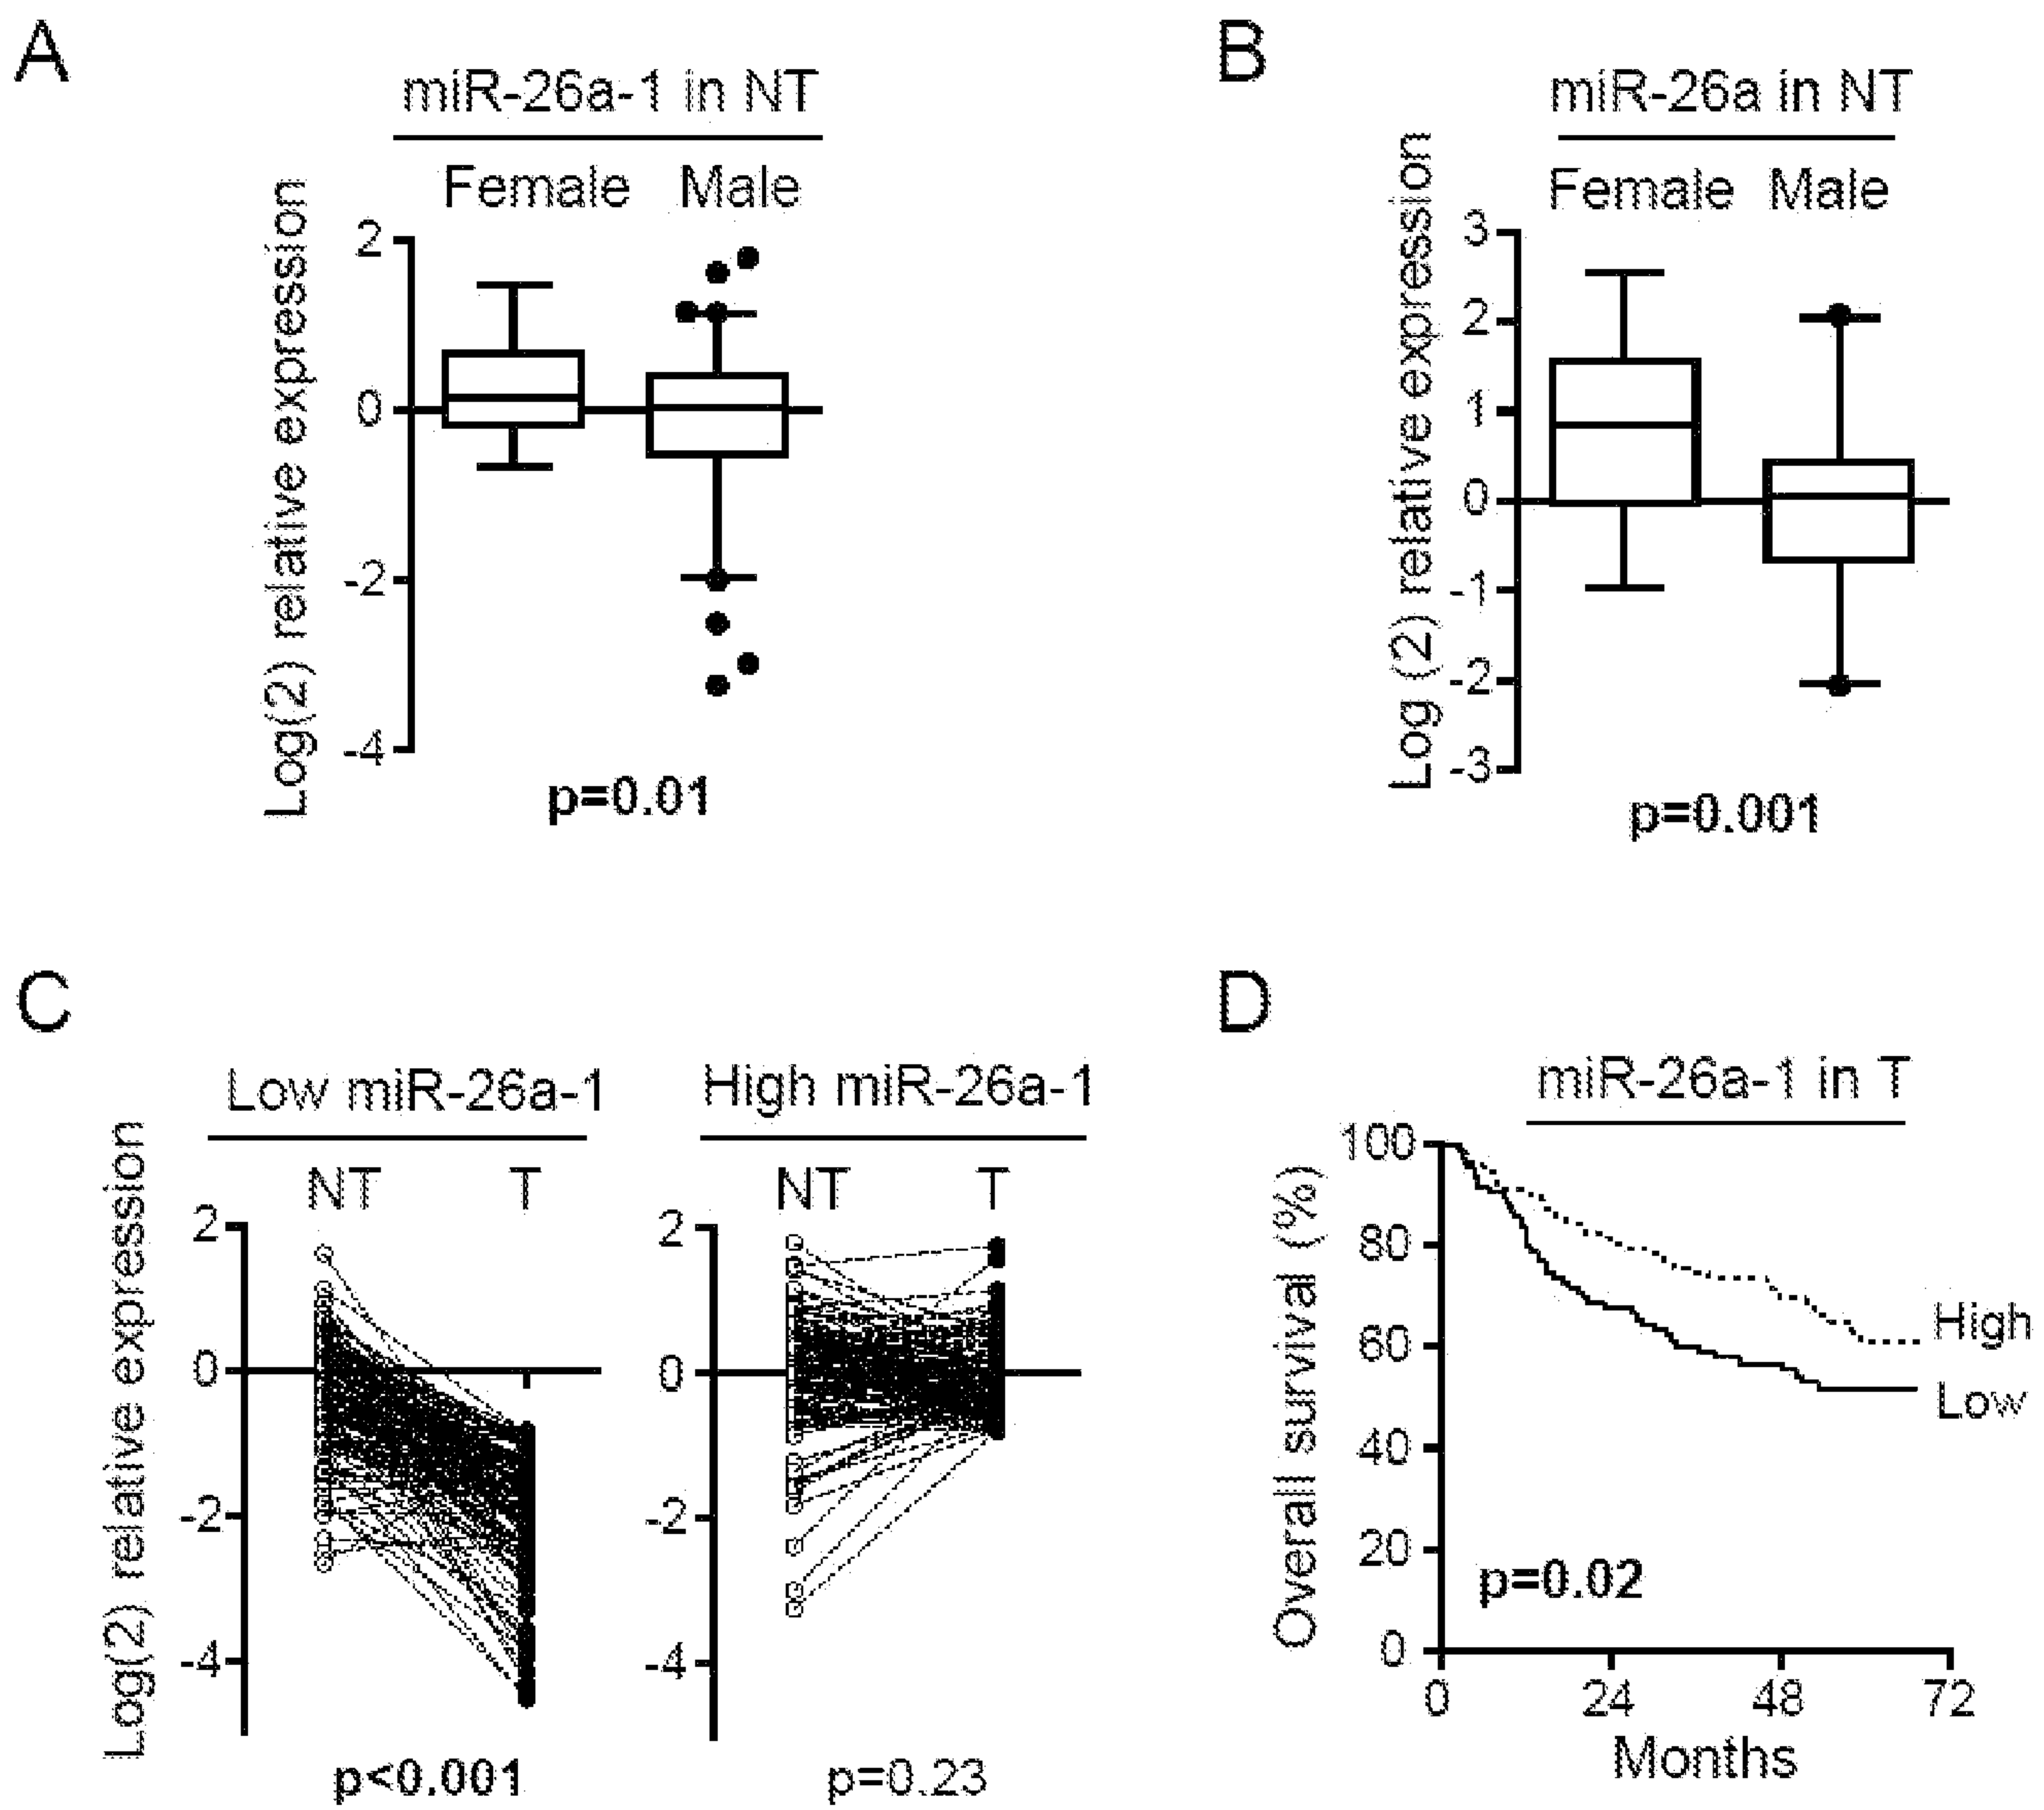 A
miR-26a-1 in NT
Female Male
Log(2) relative expression
2
0
-2
-4
p=0.01
B
miR-26a in NT
Female Male
Log (2) relative expression
3
2
1
0
-1
-2
-3
p=0.001
C
Low miR-26a-1
NT T
Log(2) relative expression
2
0
-2
-4
p<0.001
High miR-26a-1
NT T
2
0
-2
-4
p=0.23
D
miR-26a-1 in T
Overall survival (%)
100
80
60
40
20
0
High
Low
p=0.02
0 24 48 72
Months